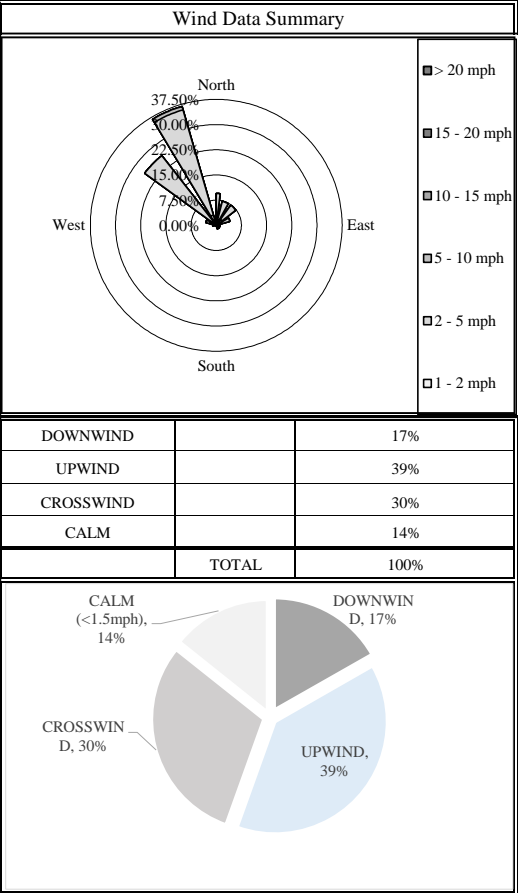 Wind Data Summary
North
37.50%
30.00%
22.50%
15.00%
7.50%
0.00%
West
East
South
> 20 mph
15 - 20 mph
10 - 15 mph
5 - 10 mph
2 - 5 mph
1 - 2 mph
DOWNWIND 17%
UPWIND 39%
CROSSWIND 30%
CALM 14%
TOTAL 100%
CALM
(<1.5mph),
14%
DOWNWIN
D, 17%
CROSSWIN
D, 30%
UPWIND,
39%